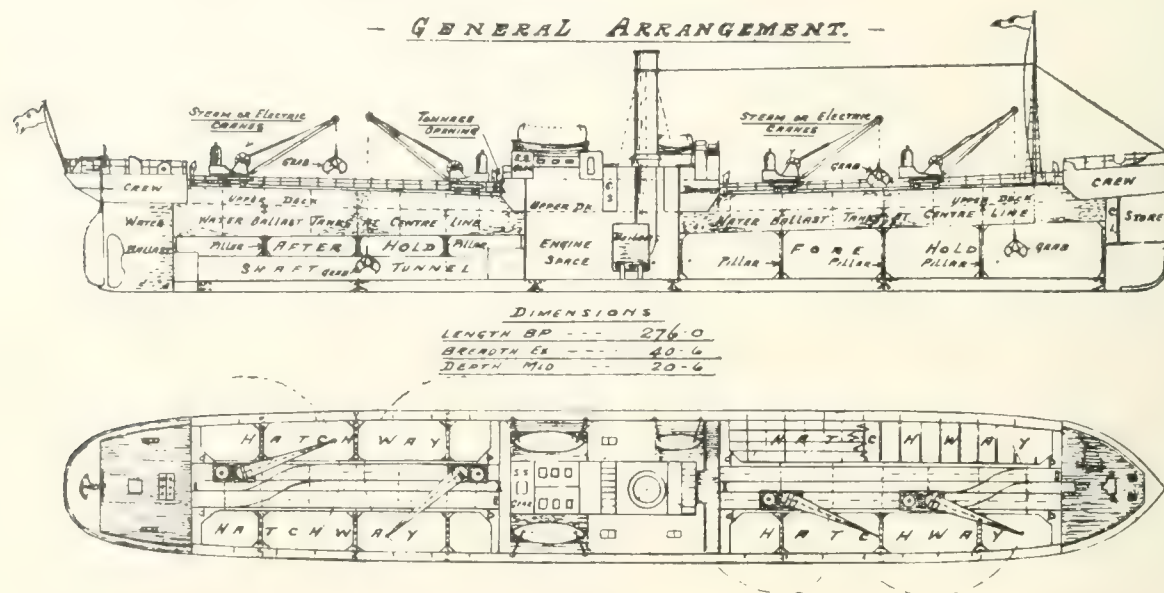 - GENERAL ARRANGEMENT. -
STEAM OR ELECTRIC CRANES
TONNAGE OPENING
STEAM OR ELECTRIC CRANES
GRAB
GRAB
CREW
UPPER DECK
UPPER DK
UPPER DECK
CREW
WATER BALLAST
WATER BALLAST TANKS
CENTRE LINE
WATER BALLAST TANKS AT CENTRE LINE
STORE
PILLAR
AFTER HOLD
PILLAR
ENGINE SPACE
BOILER
FORE HOLD
GRAB
SHAFT TUNNEL
GRAB
PILLAR
PILLAR
PILLAR
DIMENSIONS
LENGTH BP --- 276-0
BREADTH EX --- 40-6
DEPTH MLD -- 20-6
HATCHWAY
HATCHWAY
S.S GEAR
HATCHWAY
HATCHWAY